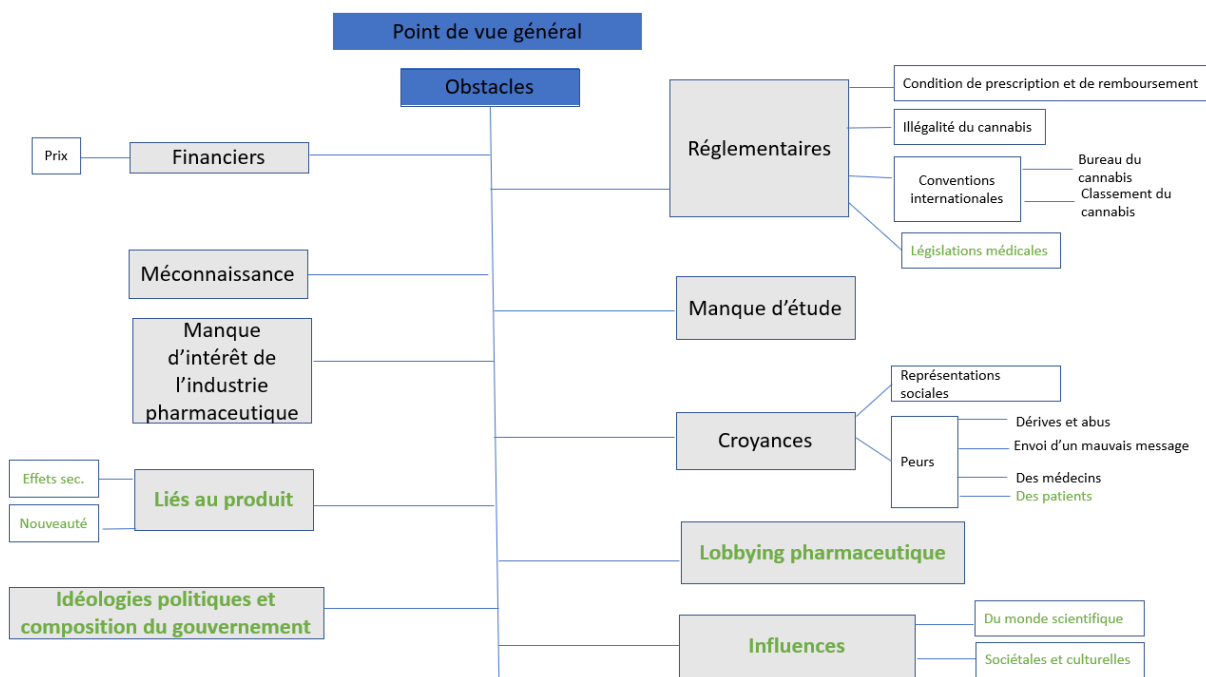 Point de vue général
Obstacles
Prix
Financiers
Réglementaires
Condition de prescription et de remboursement
Illégalité du cannabis
Conventions
internationales
Bureau du
cannabis
Classement du
cannabis
Législations médicales
Méconnaissance
Manque d’étude
Manque
d’intérêt de
l’industrie
pharmaceutique
Croyances
Représentations
sociales
Peurs
Dérives et abus
Envoi d’un mauvais message
Des médecins
Des patients
Effets sec.
Nouveauté
Liés au produit
Lobbying pharmaceutique
Idéologies politiques et
composition du gouvernement
Influences
Du monde scientifique
Sociétales et culturelles